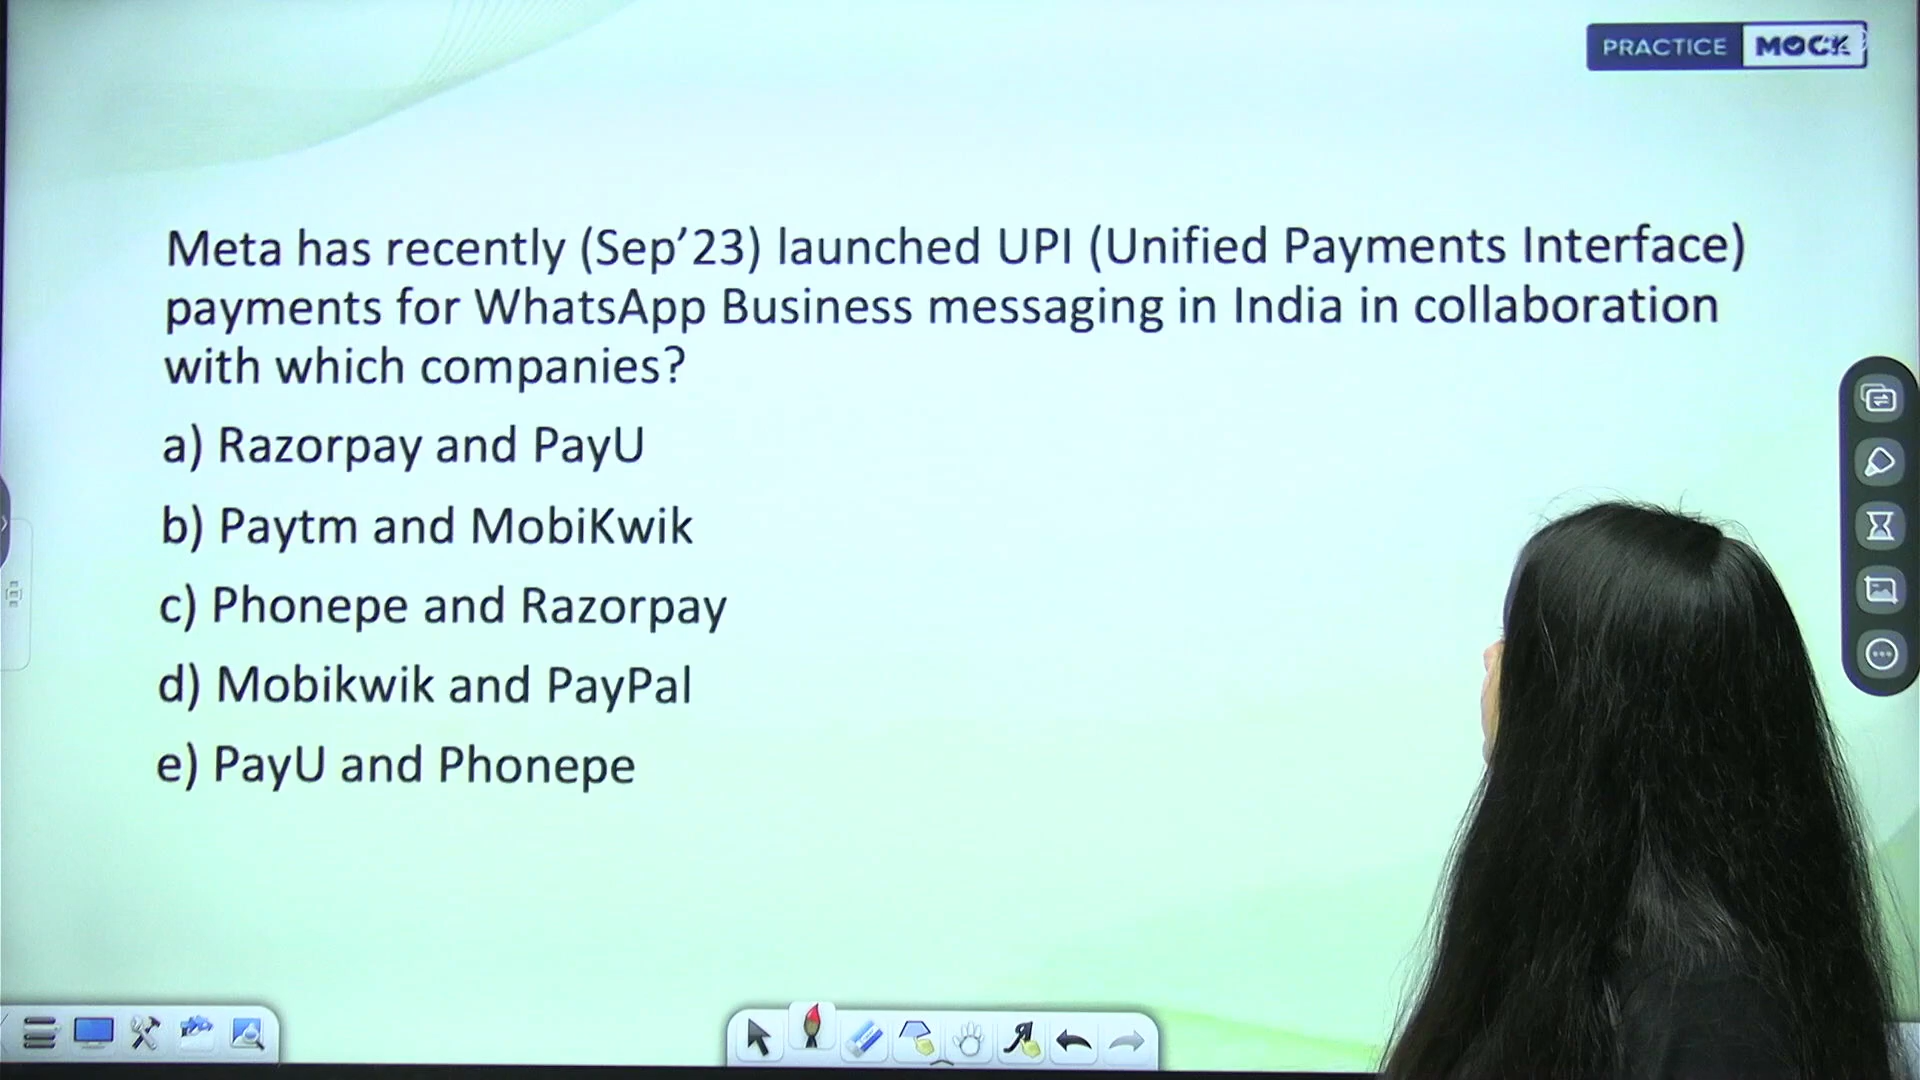 PRACTICE MOCK
Meta has recently (Sep’23) launched UPI (Unified Payments Interface)
payments for WhatsApp Business messaging in India in collaboration
with which companies?
a) Razorpay and PayU
b) Paytm and MobiKwik
c) Phonepe and Razorpay
d) Mobikwik and PayPal
e) PayU and Phonepe